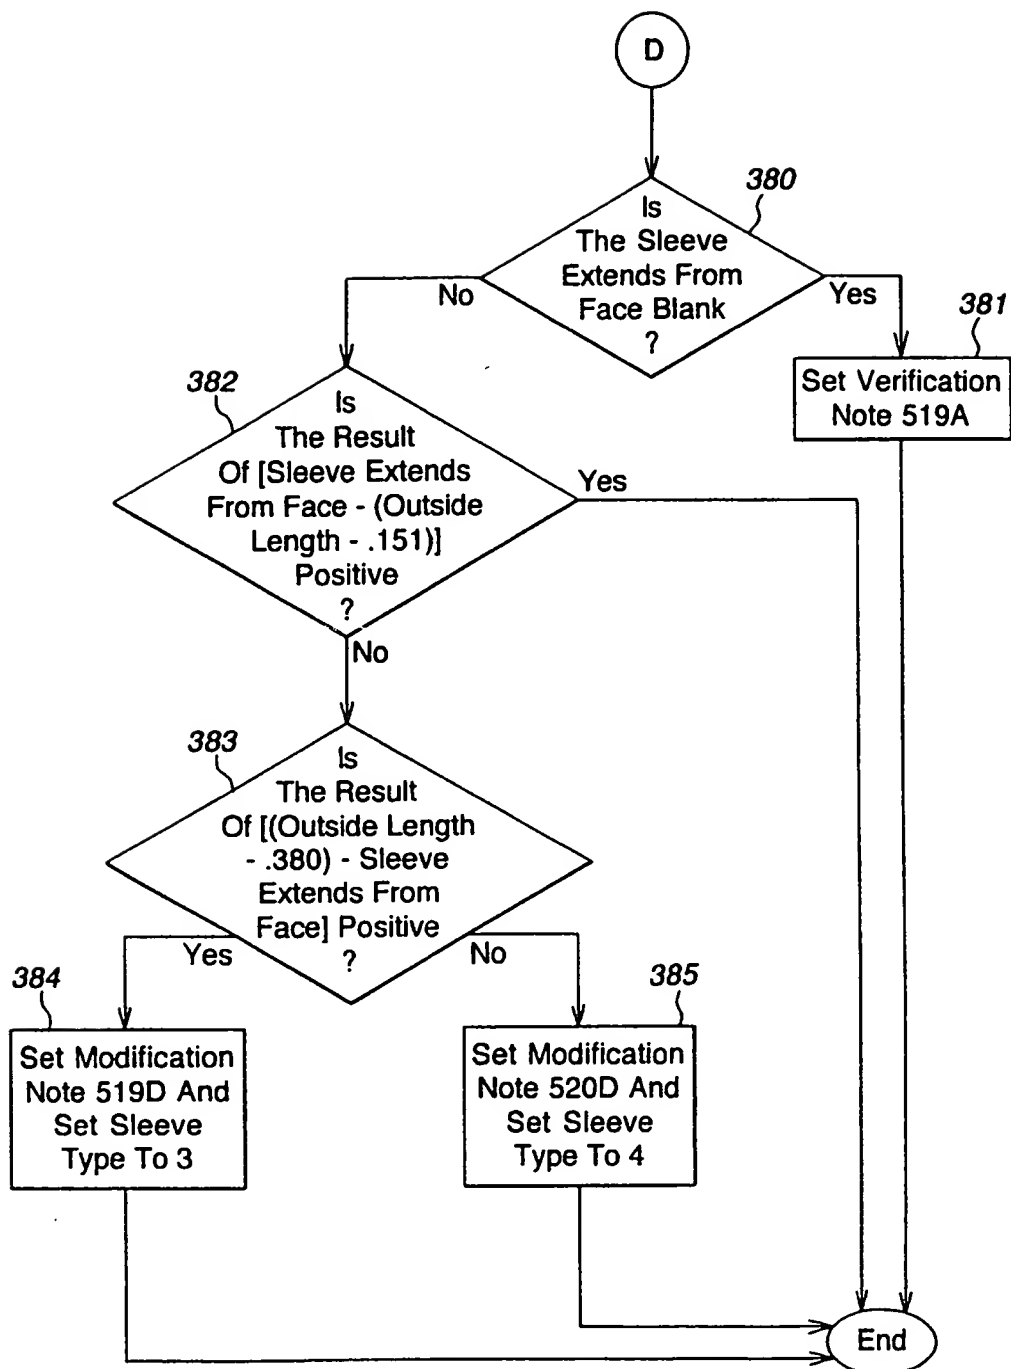 D
380
Is
The Sleeve
Extends From
Face Blank
?
No
Yes
381
Set Verification
Note 519A
382
Is
The Result
Of [Sleeve Extends
From Face - (Outside
Length - .151)]
Positive
?
Yes
No
383
Is
The Result
Of [(Outside Length
- .380) - Sleeve
Extends From
Face] Positive
?
Yes
No
384
Set Modification
Note 519D And
Set Sleeve
Type To 3
385
Set Modification
Note 520D And
Set Sleeve
Type To 4
End